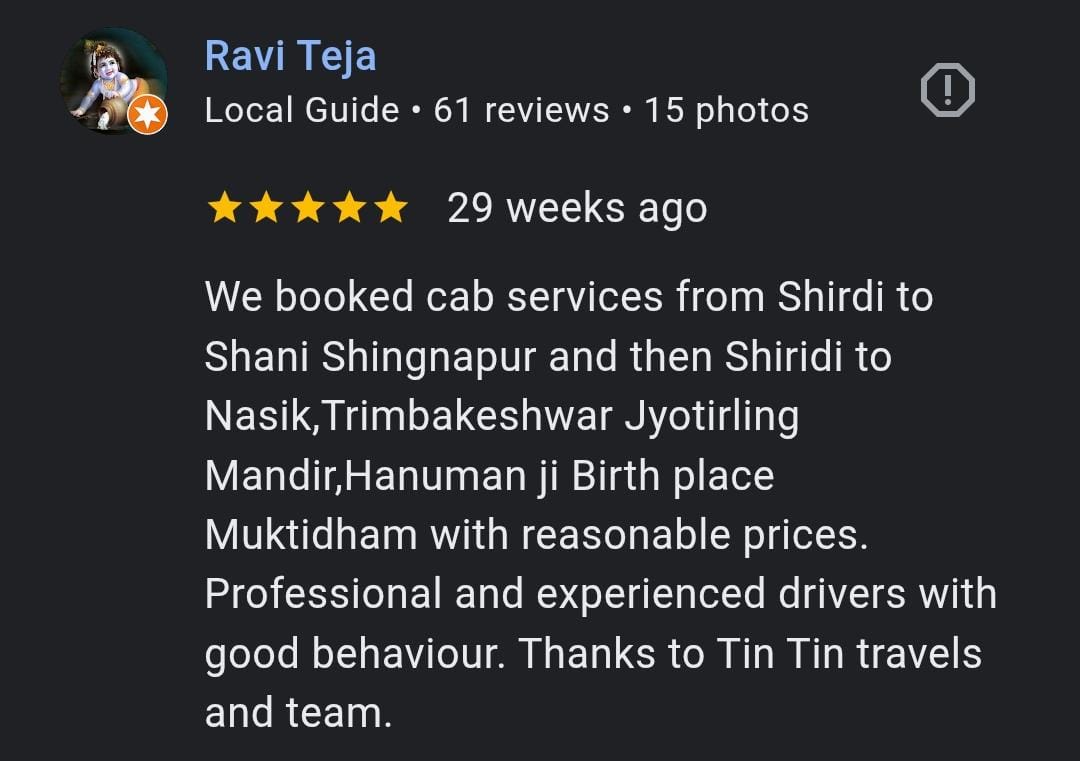 Ravi Teja
Local Guide • 61 reviews • 15 photos
29 weeks ago
We booked cab services from Shirdi to
Shani Shingnapur and then Shiridi to
Nasik,Trimbakeshwar Jyotirling
Mandir,Hanuman ji Birth place
Muktidham with reasonable prices.
Professional and experienced drivers with
good behaviour. Thanks to Tin Tin travels
and team.